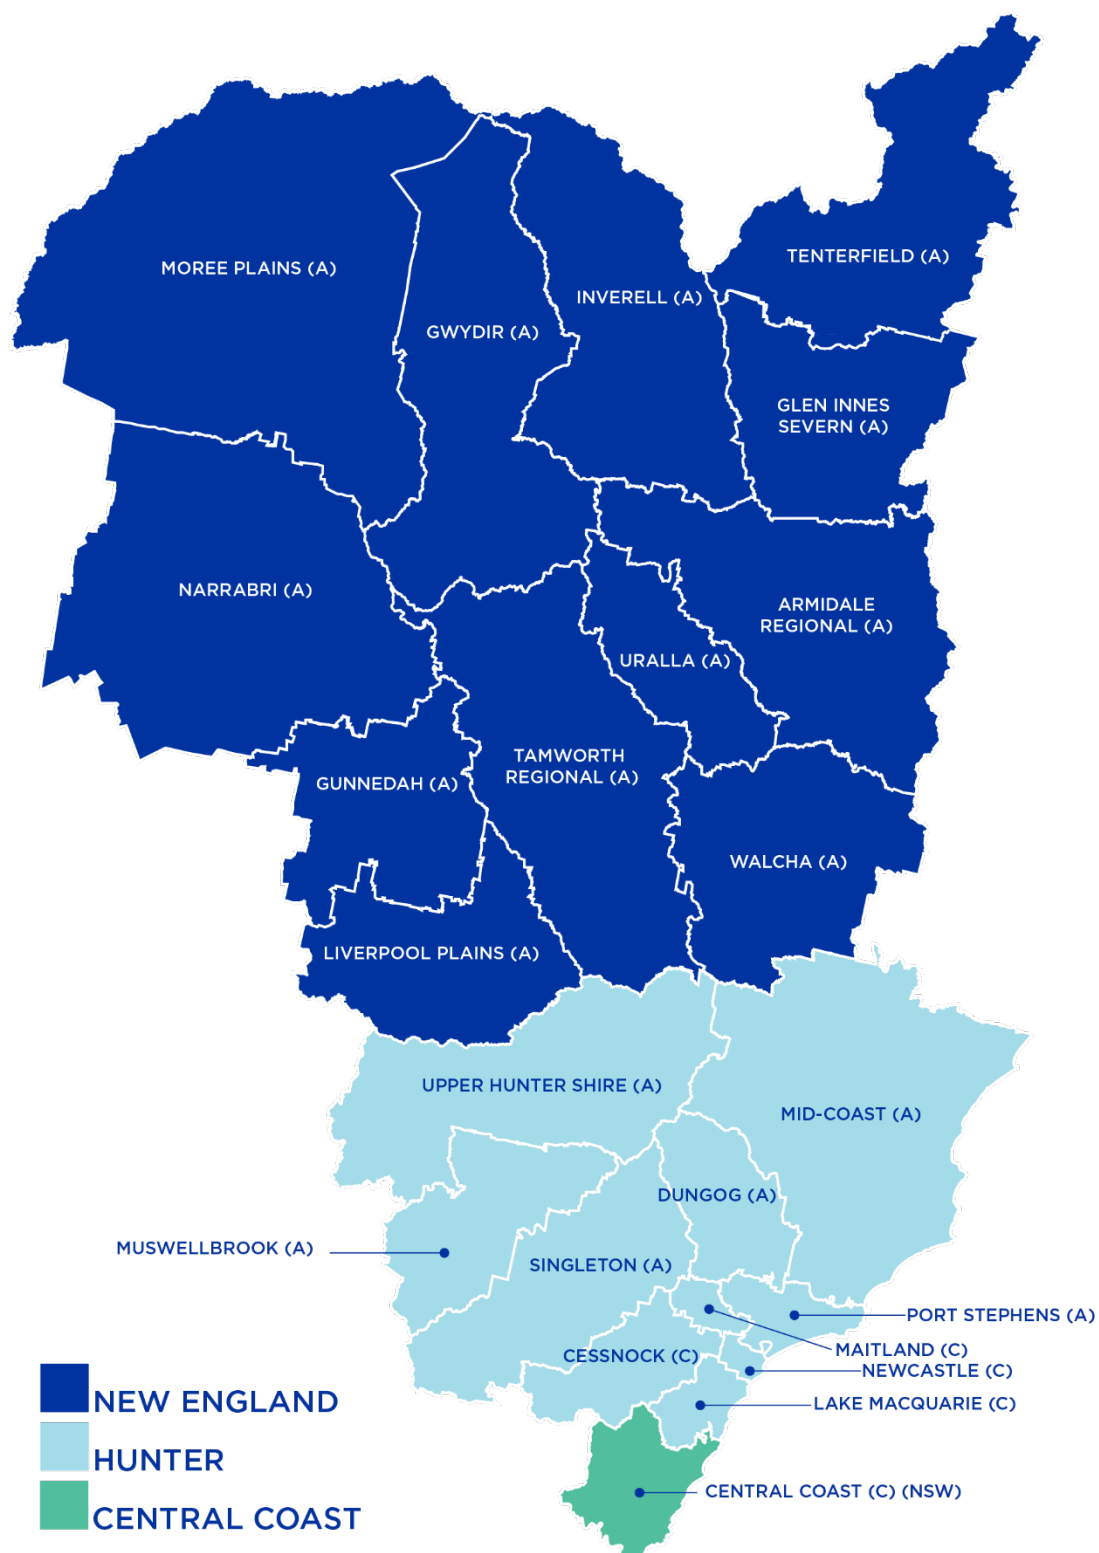 TENTERFIELD (A)
MOREE PLAINS (A)
INVERELL (A)
GWYDIR (A)
GLEN INNES
SEVERN (A)
NARRABRI (A)
ARMIDALE
REGIONAL (A)
URALLA (A)
TAMWORTH
REGIONAL (A)
GUNNEDAH (A)
WALCHA (A)
LIVERPOOL PLAINS (A)
UPPER HUNTER SHIRE (A)
MID-COAST (A)
DUNGOG (A)
MUSWELLBROOK (A)
SINGLETON (A)
PORT STEPHENS (A)
MAITLAND (C)
CESSNOCK (C)
NEWCASTLE (C)
LAKE MACQUARIE (C)
CENTRAL COAST (C) (NSW)
NEW ENGLAND
HUNTER
CENTRAL COAST